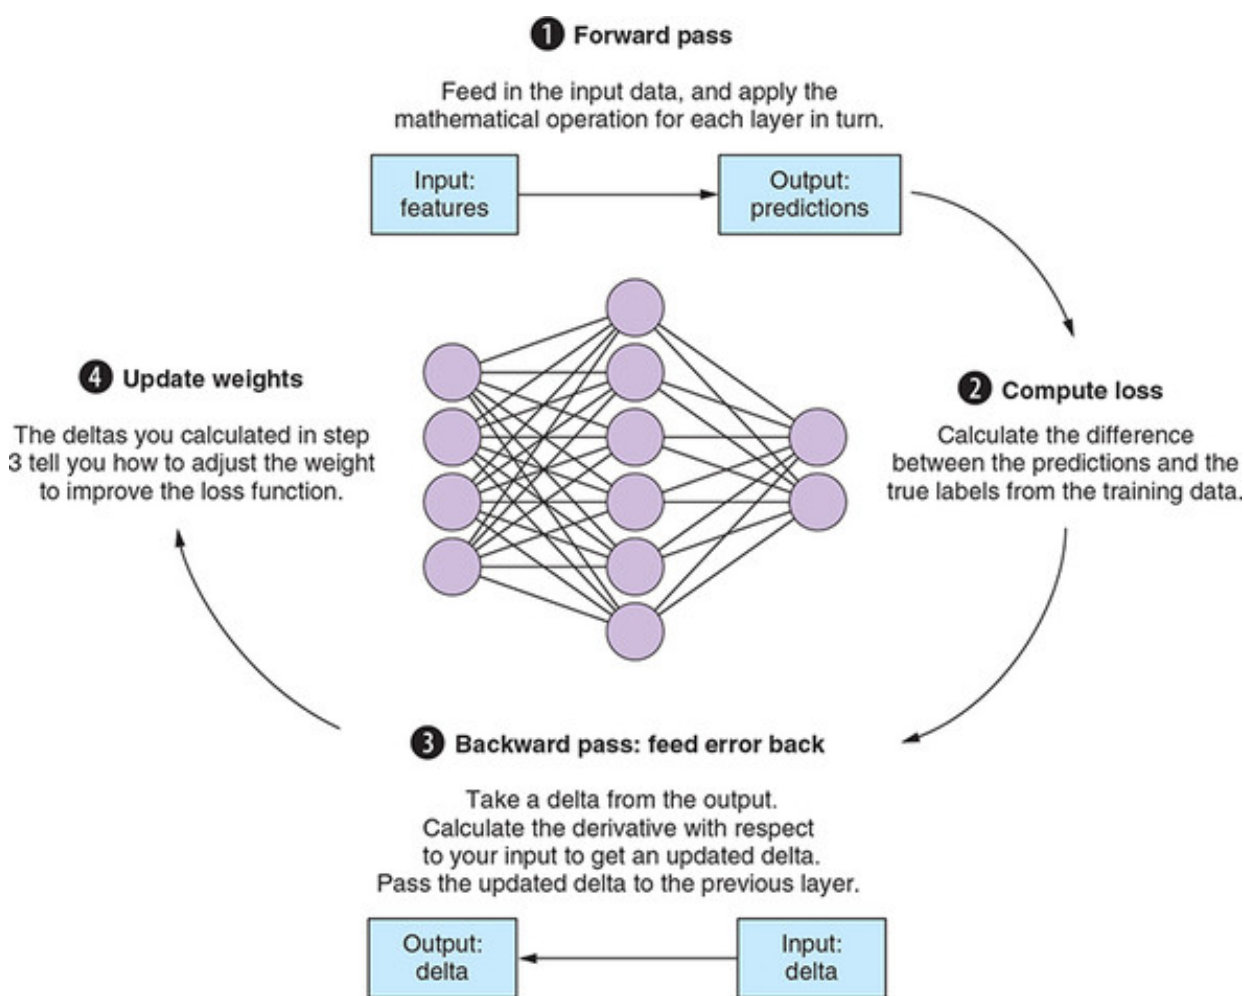 1 Forward pass
Feed in the input data, and apply the
mathematical operation for each layer in turn.
Input:
features
Output:
predictions
2 Compute loss
Calculate the difference
between the predictions and the
true labels from the training data.
3 Backward pass: feed error back
Take a delta from the output.
Calculate the derivative with respect
to your input to get an updated delta.
Pass the updated delta to the previous layer.
Output:
delta
Input:
delta
4 Update weights
The deltas you calculated in step
3 tell you how to adjust the weight
to improve the loss function.